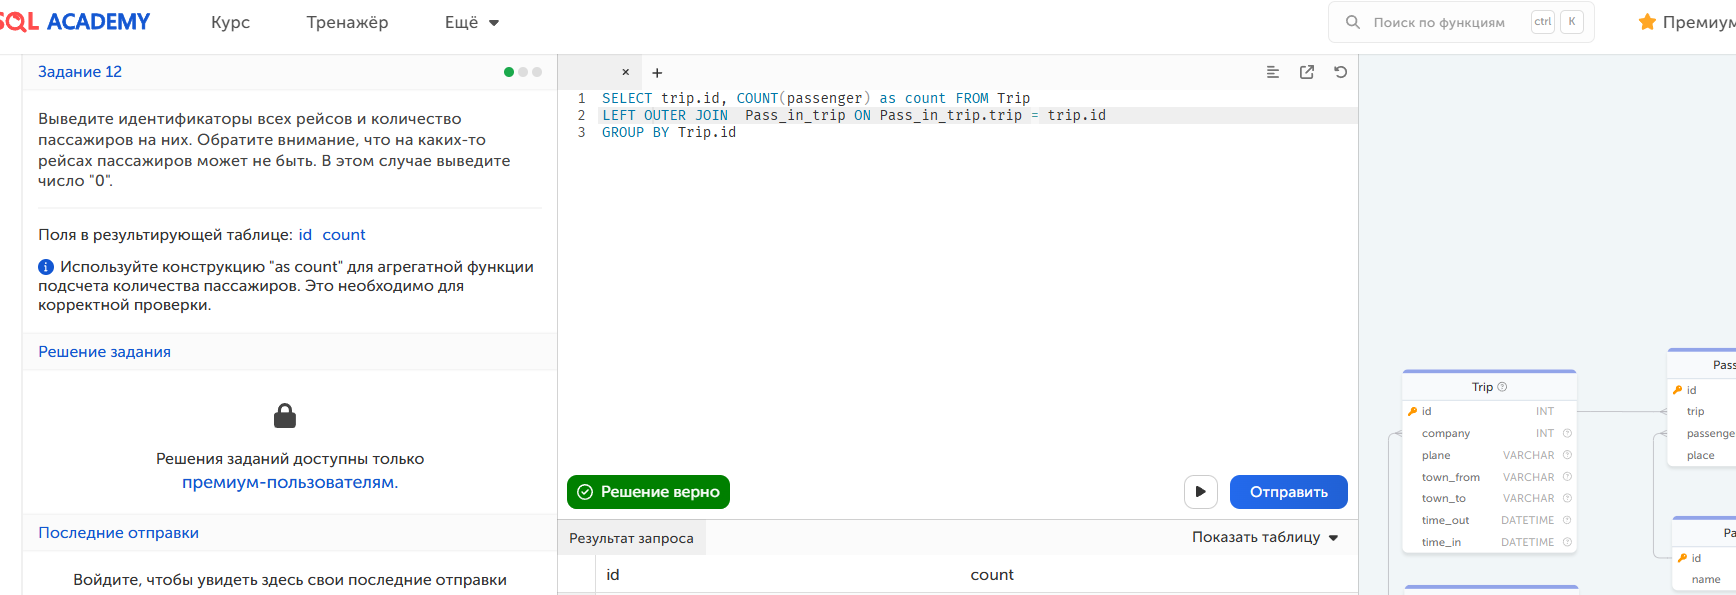 SQL ACADEMY
Курс
Тренажёр
Ещё
Поиск по функциям
ctrl
K
Задание 12
Выведите идентификаторы всех рейсов и количество
пассажиров на них. Обратите внимание, что на каких-то
рейсах пассажиров может не быть. В этом случае выведите
число "0".
Поля в результирующей таблице: id count
Используйте конструкцию "as count" для агрегатной функции
подсчета количества пассажиров. Это необходимо для
корректной проверки.
Решение задания
Решения заданий доступны только
премиум-пользователям.
Последние отправки
Войдите, чтобы увидеть здесь свои последние отправки
1 SELECT trip.id, COUNT(passenger) as count FROM Trip
2 LEFT OUTER JOIN  Pass_in_trip ON Pass_in_trip.trip = trip.id
3 GROUP BY Trip.id
Решение верно
Отправить
Результат запроса
Показать таблицу
id count
Trip
id INT
company INT
plane VARCHAR
town_from VARCHAR
town_to VARCHAR
time_out DATETIME
time_in DATETIME
id
trip
place
id
name